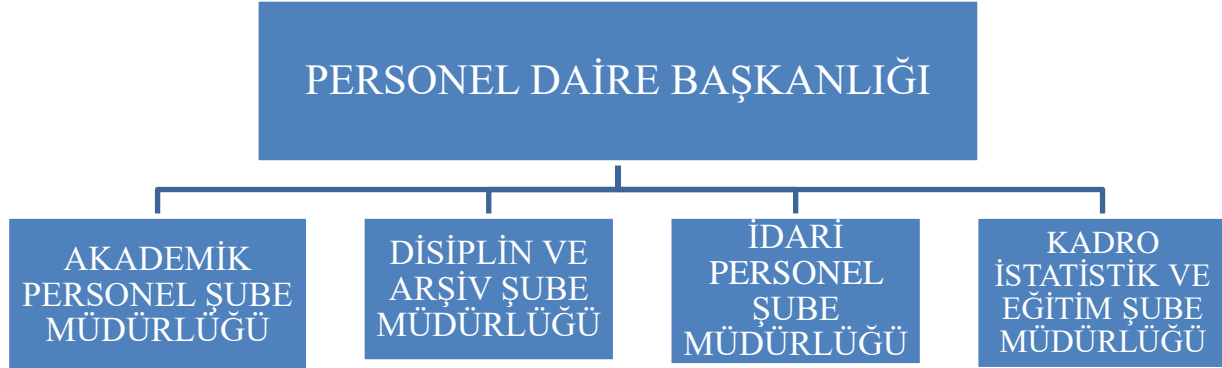 PERSONEL DAİRE BAŞKANLIĞI
AKADEMİK
PERSONEL ŞUBE
MÜDÜRLÜĞÜ
DİSİPLİN VE
ARŞİV ŞUBE
MÜDÜRLÜĞÜ
İDARİ
PERSONEL
ŞUBE
MÜDÜRLÜĞÜ
KADRO
İSTATİSTİK VE
EĞİTİM ŞUBE
MÜDÜRLÜĞÜ